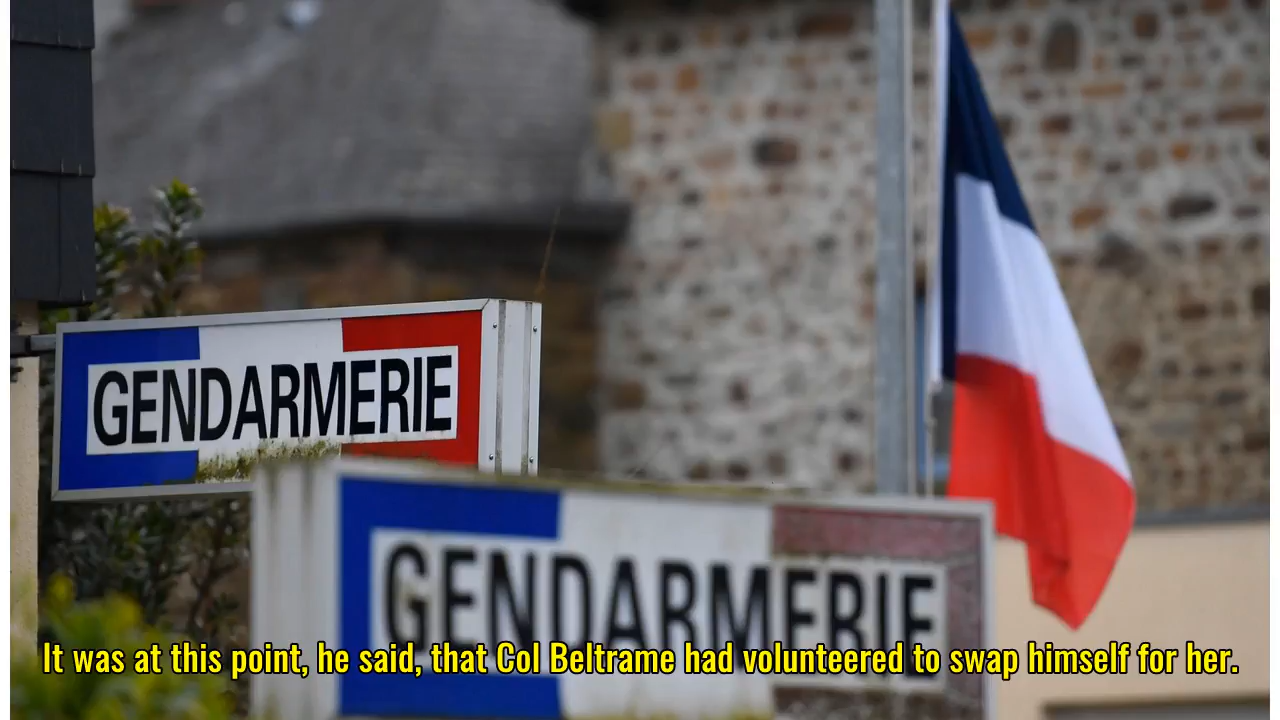 GENDARMERIE
GENDARMERIE
It was at this point, he said, that Col Beltrame had volunteered to swap himself for her.